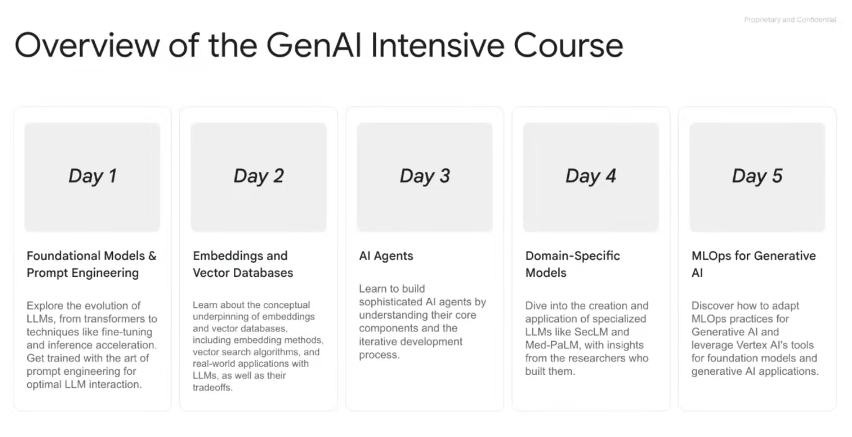 Proprietary and Confidential
Overview of the GenAI Intensive Course
Day 1
Foundational Models &
Prompt Engineering
Explore the evolution of
LLMs, from transformers to
techniques like fine-tuning
and inference acceleration.
Get trained with the art of
prompt engineering for
optimal LLM interaction.
Day 2
Embeddings and
Vector Databases
Learn about the conceptual
underpinning of embeddings
and vector databases,
including embedding methods,
vector search algorithms, and
real-world applications with
LLMs, as well as their
tradeoffs.
Day 3
AI Agents
Learn to build
sophisticated AI agents by
understanding their core
components and the
iterative development
process.
Day 4
Domain-Specific
Models
Dive into the creation and
application of specialized
LLMs like SecLM and
Med-PaLM, with insights
from the researchers who
built them.
Day 5
MLOps for Generative
AI
Discover how to adapt
MLOps practices for
Generative AI and
leverage Vertex AI's tools
for foundation models and
generative AI applications.